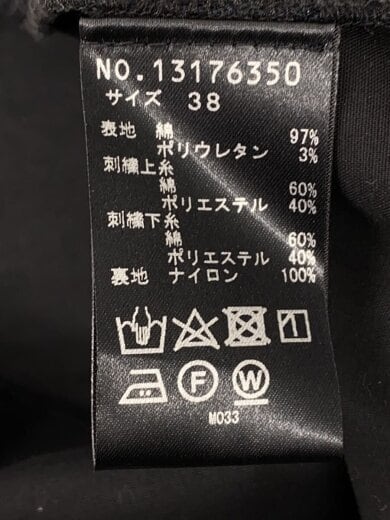 NO.13176350
サイズ 38
表地 綿 97%
ポリウレタン 3%
刺繍上糸
綿 60%
ポリエステル 40%
刺繍下糸
綿 60%
ポリエステル 40%
裏地 ナイロン 100%
F W
M033